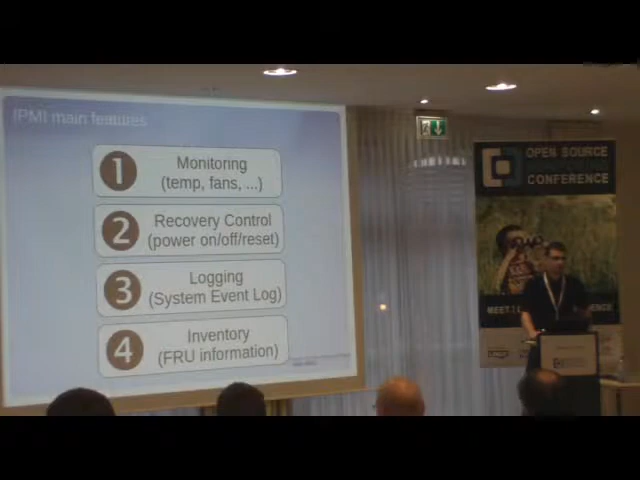 IPMI main features
1
Monitoring
(temp, fans, ...)
2
Recovery Control
(power on/off/reset)
3
Logging
(System Event Log)
4
Inventory
(FRU information)
OPEN SOURCE
CONFERENCE